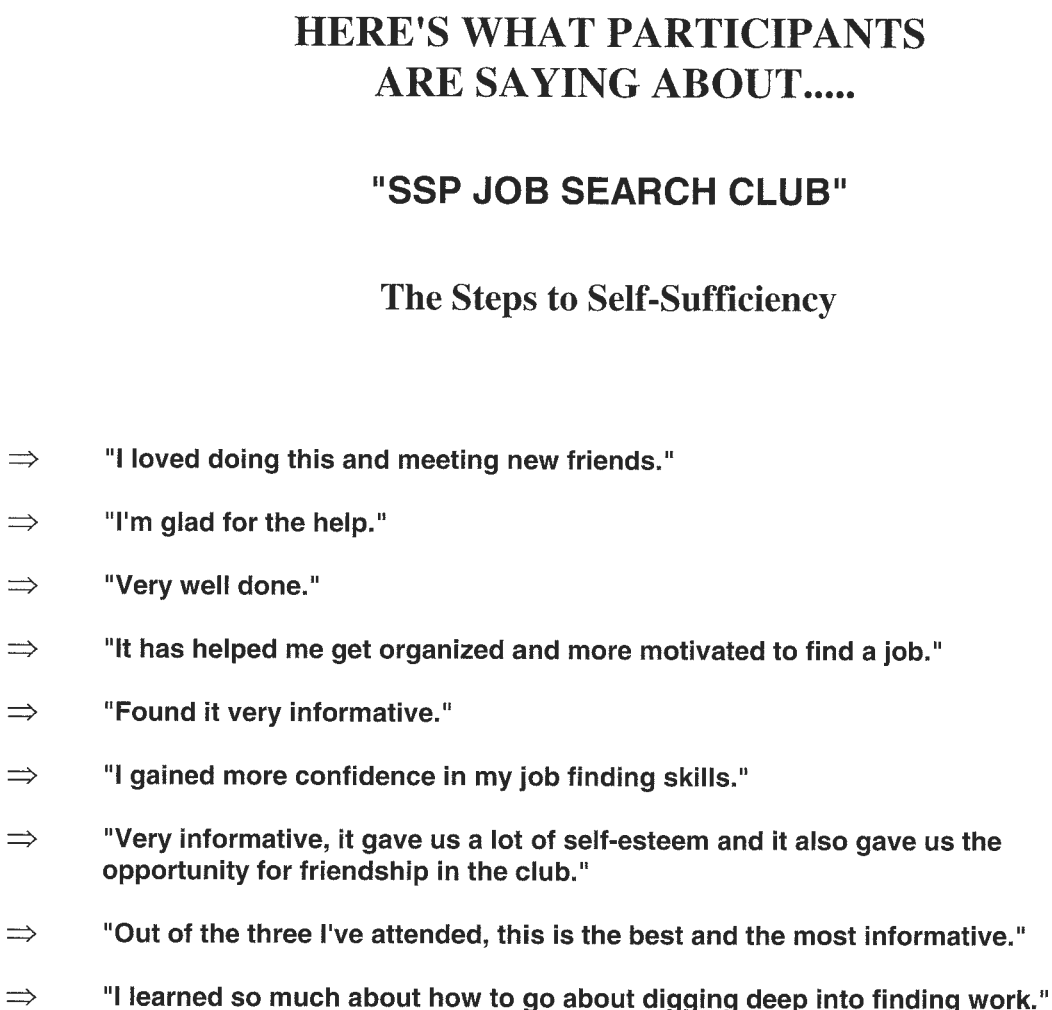 HERE'S WHAT PARTICIPANTS
ARE SAYING ABOUT.....
"SSP JOB SEARCH CLUB"
The Steps to Self-Sufficiency
⇒ "I loved doing this and meeting new friends."
⇒ "I'm glad for the help."
⇒ "Very well done."
⇒ "It has helped me get organized and more motivated to find a job."
⇒ "Found it very informative."
⇒ "I gained more confidence in my job finding skills."
⇒ "Very informative, it gave us a lot of self-esteem and it also gave us the
opportunity for friendship in the club."
⇒ "Out of the three I've attended, this is the best and the most informative."
⇒ "I learned so much about how to go about digging deep into finding work."